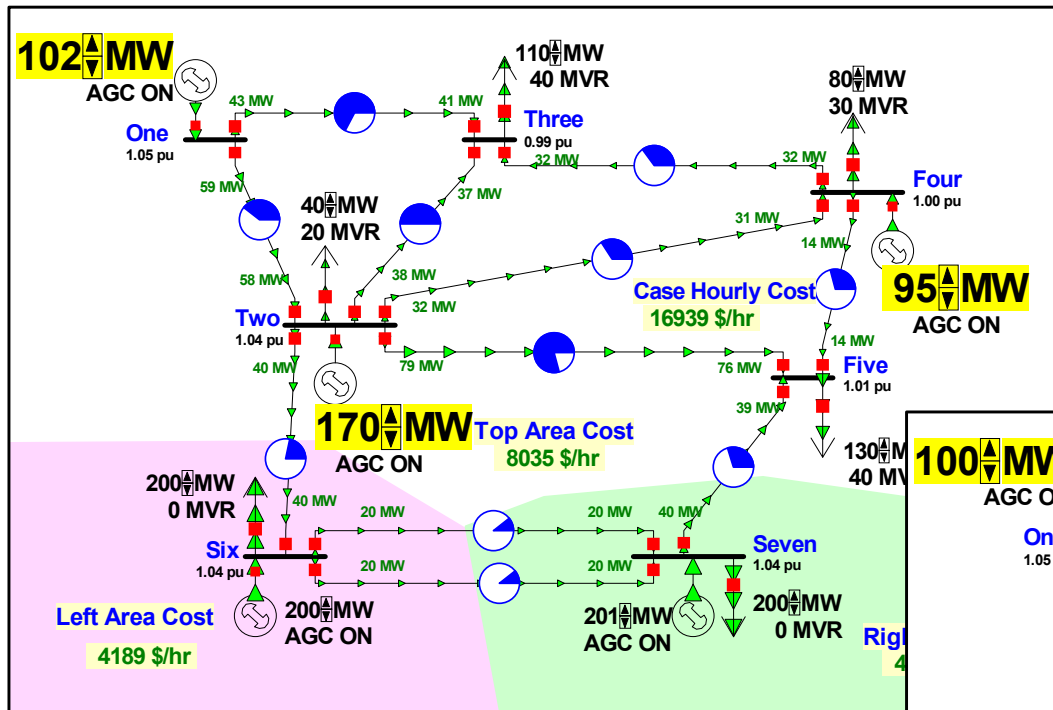 102 MW
AGC ON
One
1.05 pu
43 MW
41 MW
110 MW
40 MVR
Three
0.99 pu
80 MW
30 MVR
32 MW
32 MW
Four
1.00 pu
59 MW
58 MW
37 MW
38 MW
40 MW
20 MVR
31 MW
32 MW
14 MW
14 MW
95 MW
AGC ON
Case Hourly Cost
16939 $/hr
Two
1.04 pu
40 MW
79 MW
76 MW
Five
1.01 pu
39 MW
170 MW
AGC ON
Top Area Cost
8035 $/hr
130 M
40 MV
100 MW
AGC O
On
1.05
200 MW
0 MVR
40 MW
20 MW
20 MW
40 MW
Six
1.04 pu
20 MW
20 MW
Seven
1.04 pu
Left Area Cost
4189 $/hr
200 MW
AGC ON
201 MW
AGC ON
200 MW
0 MVR
Righ
4